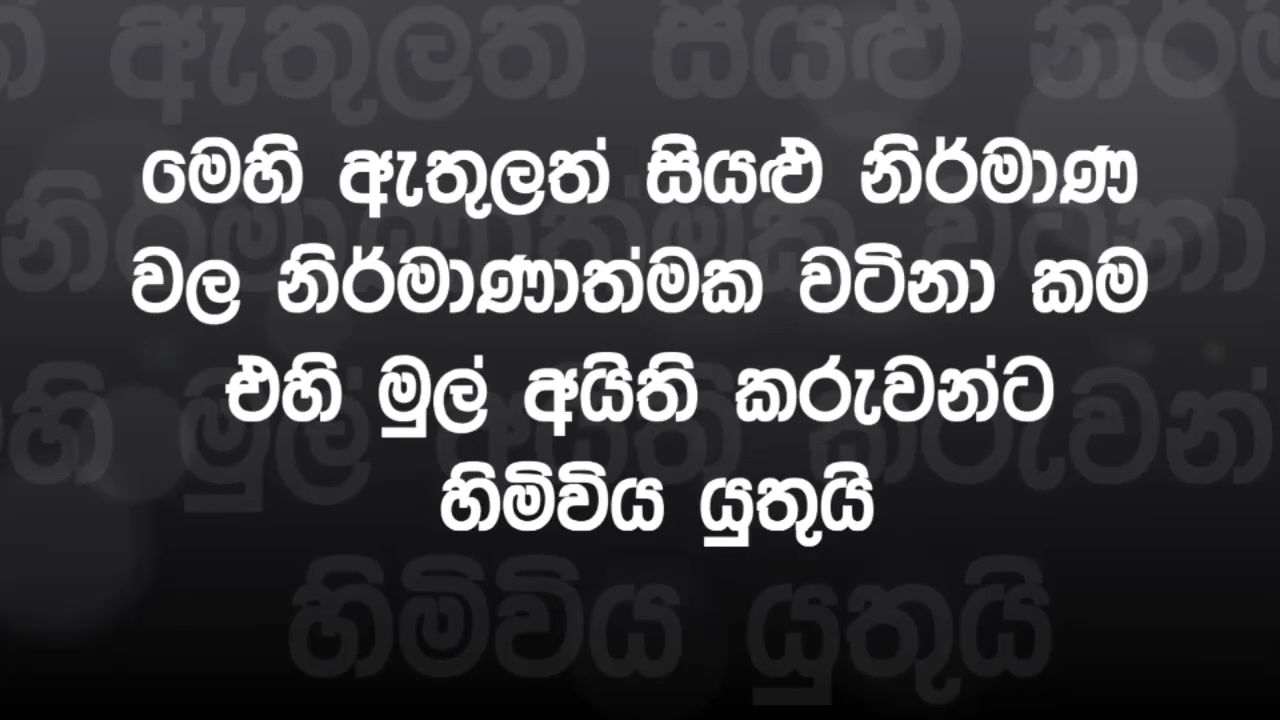 මෙහි ඇතුලත් සියළු නිර්මාණ
වල නිර්මාණාත්මක වටිනා කම
එහි මුල් අයිති කරුවන්ට
හිමිවිය යුතුයි